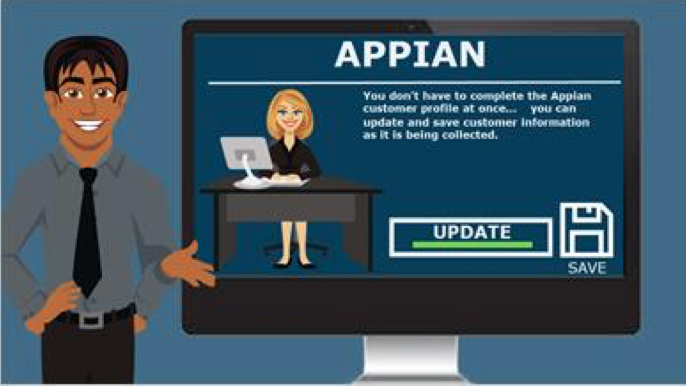 APPIAN
You don't have to complete the Appian
customer profile at once... you can
update and save customer information
as it is being collected.
UPDATE
SAVE